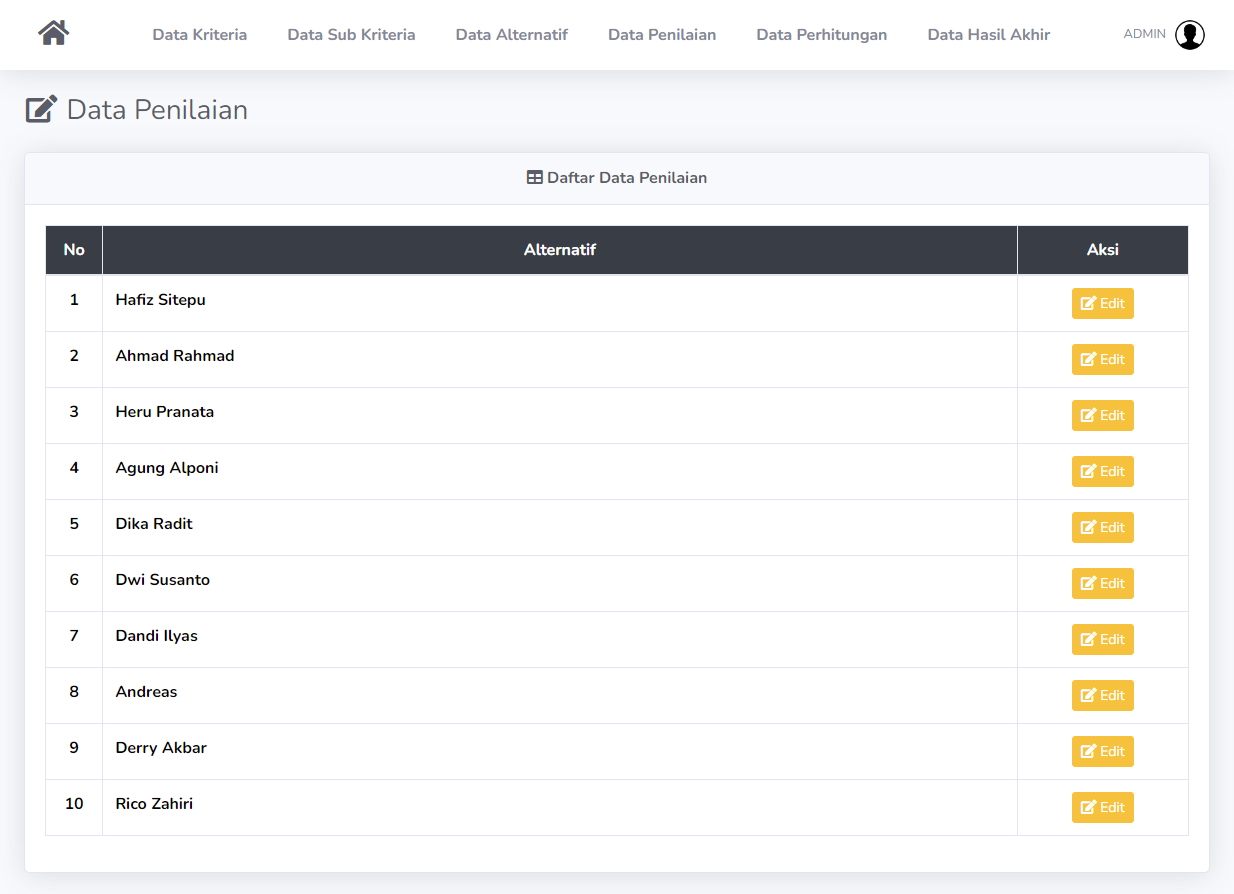 Data Kriteria Data Sub Kriteria Data Alternatif Data Penilaian Data Perhitungan Data Hasil Akhir ADMIN
Data Penilaian
Daftar Data Penilaian
No Alternatif Aksi
1 Hafiz Sitepu Edit
2 Ahmad Rahmad Edit
3 Heru Pranata Edit
4 Agung Alponi Edit
5 Dika Radit Edit
6 Dwi Susanto Edit
7 Dandi Ilyas Edit
8 Andreas Edit
9 Derry Akbar Edit
10 Rico Zahiri Edit